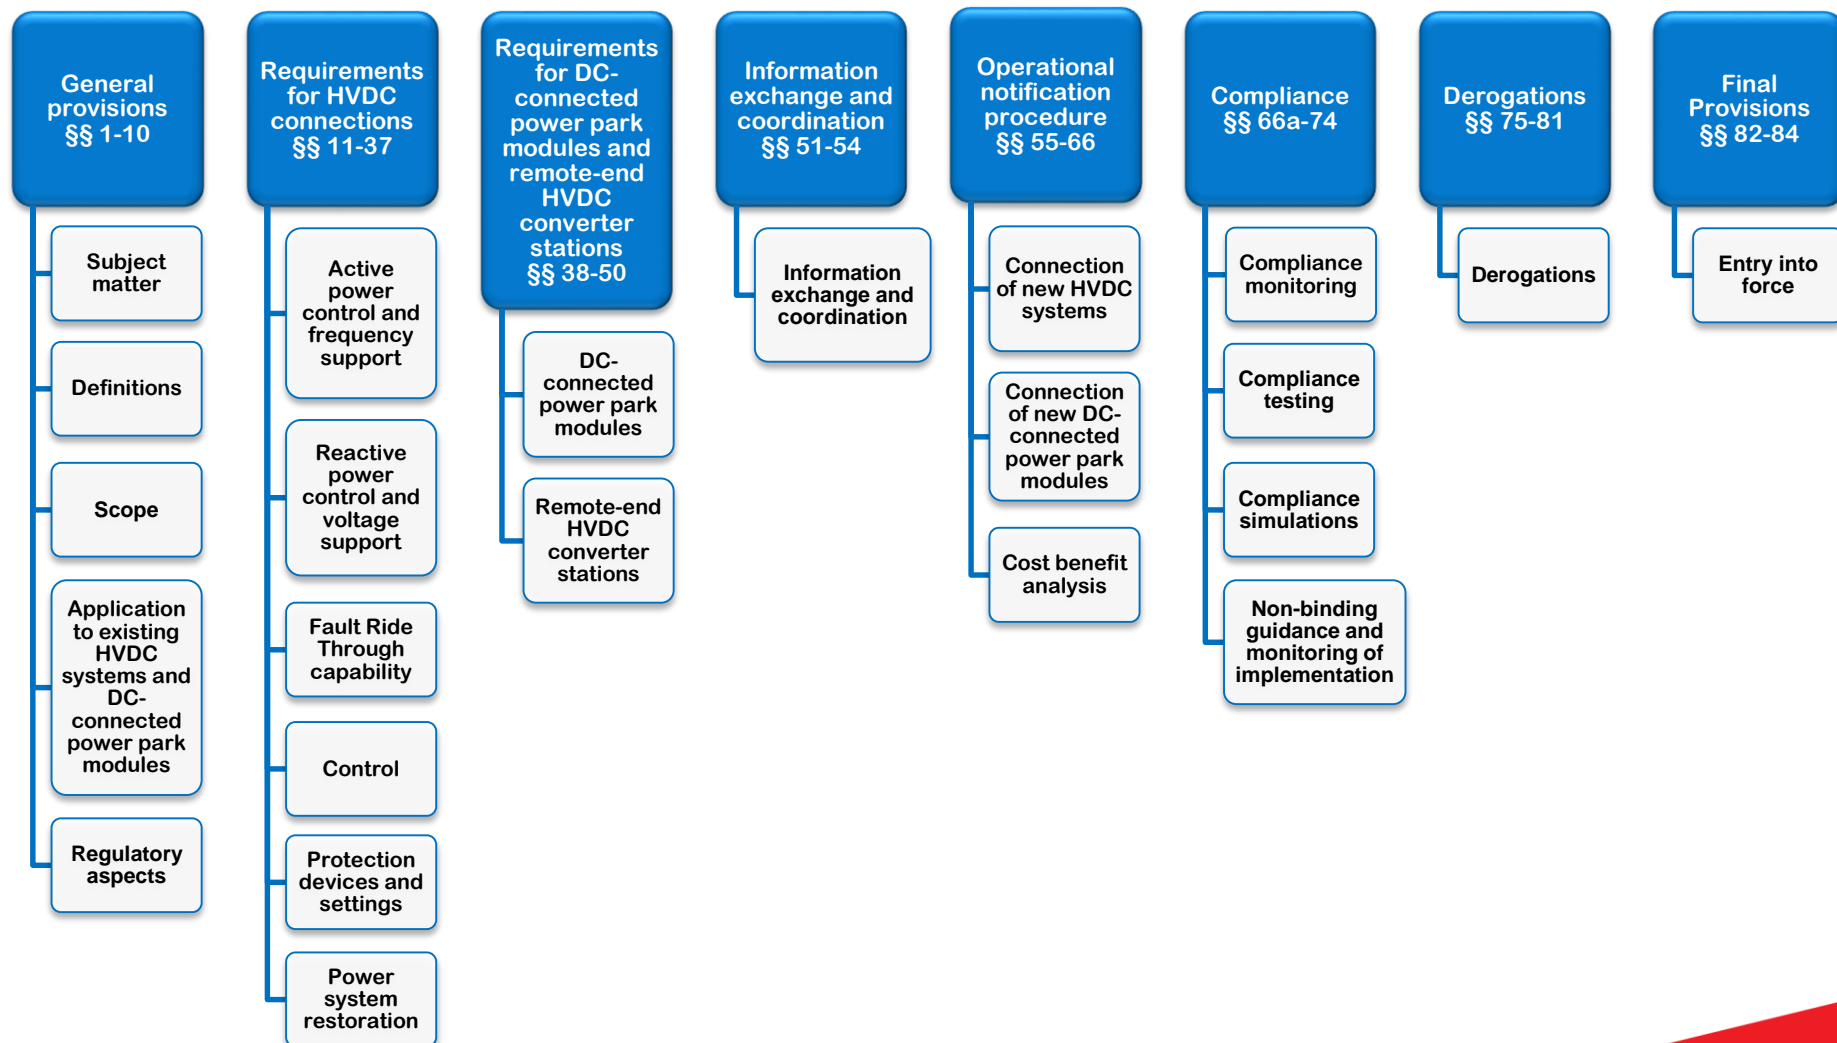 General
provisions
§§ 1-10
Subject
matter
Definitions
Scope
Application
to existing
HVDC
systems and
DC-
connected
power park
modules
Regulatory
aspects
Requirements
for HVDC
connections
§§ 11-37
Active
power
control and
frequency
support
Reactive
power
control and
voltage
support
Fault Ride
Through
capability
Control
Protection
devices and
settings
Power
system
restoration
Requirements
for DC-
connected
power park
modules and
remote-end
HVDC
converter
stations
§§ 38-50
DC-
connected
power park
modules
Remote-end
HVDC
converter
stations
Information
exchange and
coordination
§§ 51-54
Information
exchange and
coordination
Operational
notification
procedure
§§ 55-66
Connection
of new HVDC
systems
Connection
of new DC-
connected
power park
modules
Cost benefit
analysis
Compliance
§§ 66a-74
Compliance
monitoring
Compliance
testing
Compliance
simulations
Non-binding
guidance and
monitoring of
implementation
Derogations
§§ 75-81
Derogations
Final
Provisions
§§ 82-84
Entry into
force